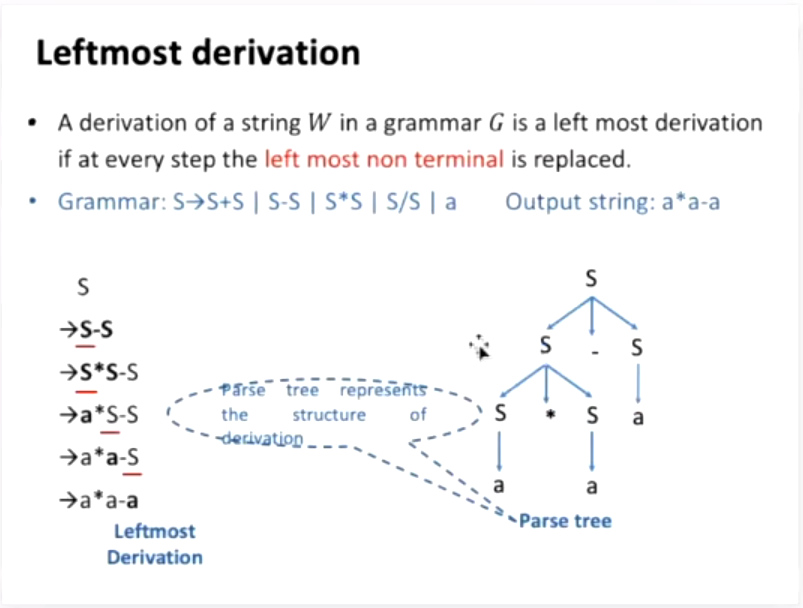 Leftmost derivation
• A derivation of a string W in a grammar G is a left most derivation
if at every step the left most non terminal is replaced.
• Grammar: S→S+S | S-S | S*S | S/S | a Output string: a*a-a
S
→S-S
→S*S-S
→a*S-S
→a*a-S
→a*a-a
Leftmost
Derivation
Parse tree represents
the structure of
derivation
S
S - S
S * S a
a a
Parse tree